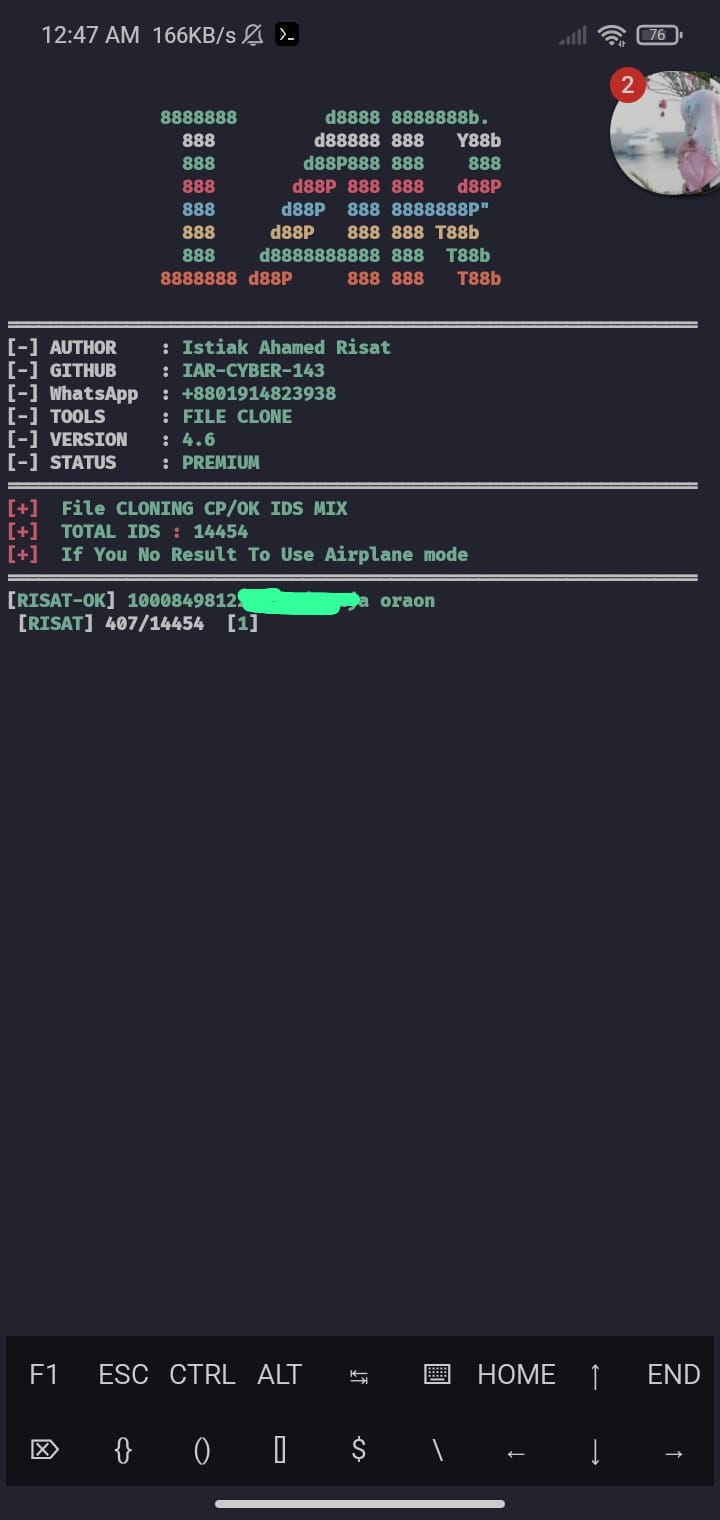 12:47 AM 166KB/s
76
2
8888888        d8888 8888888b.
  888         d88888 888   Y88b
  888        d88P888 888    888
  888       d88P 888 888   d88P
  888      d88P  888 8888888P"
  888     d88P   888 888 T88b
  888    d8888888888 888  T88b
8888888 d88P     888 888   T88b
[-] AUTHOR    : Istiak Ahamed Risat
[-] GITHUB    : IAR-CYBER-143
[-] WhatsApp  : +8801914823938
[-] TOOLS     : FILE CLONE
[-] VERSION   : 4.6
[-] STATUS    : PREMIUM
[+]  File CLONING CP/OK IDS MIX
[+]  TOTAL IDS : 14454
[+]  If You No Result To Use Airplane mode
[RISAT-OK] 1000849812 oraon
[RISAT] 407/14454  [1]
F1 ESC CTRL ALT ↹ ⌨ HOME ↑ END
⌦ {} () [] $ \ ← ↓ →